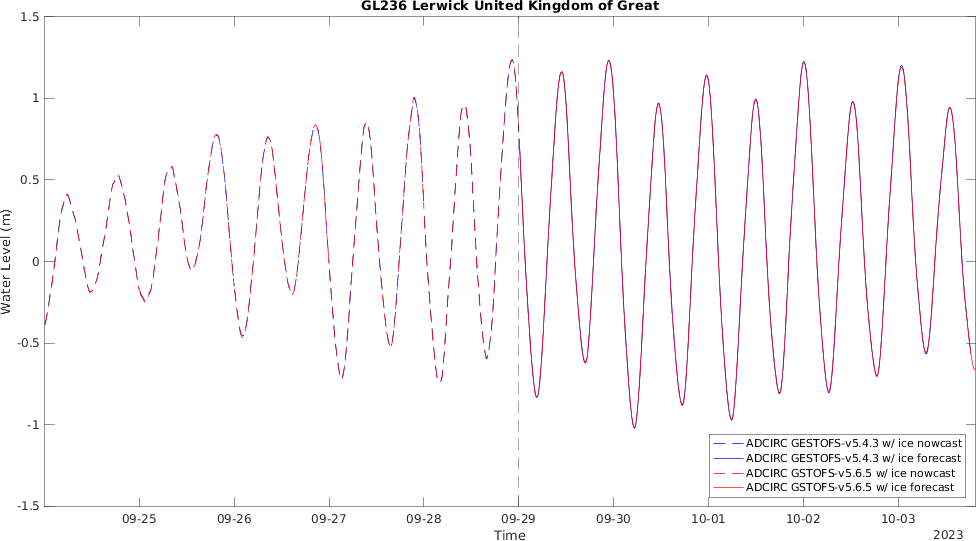 GL236 Lerwick United Kingdom of Great
1.5
1
0.5
0
-0.5
-1
-1.5
Water Level (m)
ADCIRC GESTOFS-v5.4.3 w/ ice nowcast
ADCIRC GESTOFS-v5.4.3 w/ ice forecast
ADCIRC GSTOFS-v5.6.5 w/ ice nowcast
ADCIRC GSTOFS-v5.6.5 w/ ice forecast
09-25 09-26 09-27 09-28 09-29 09-30 10-01 10-02 10-03
Time
2023